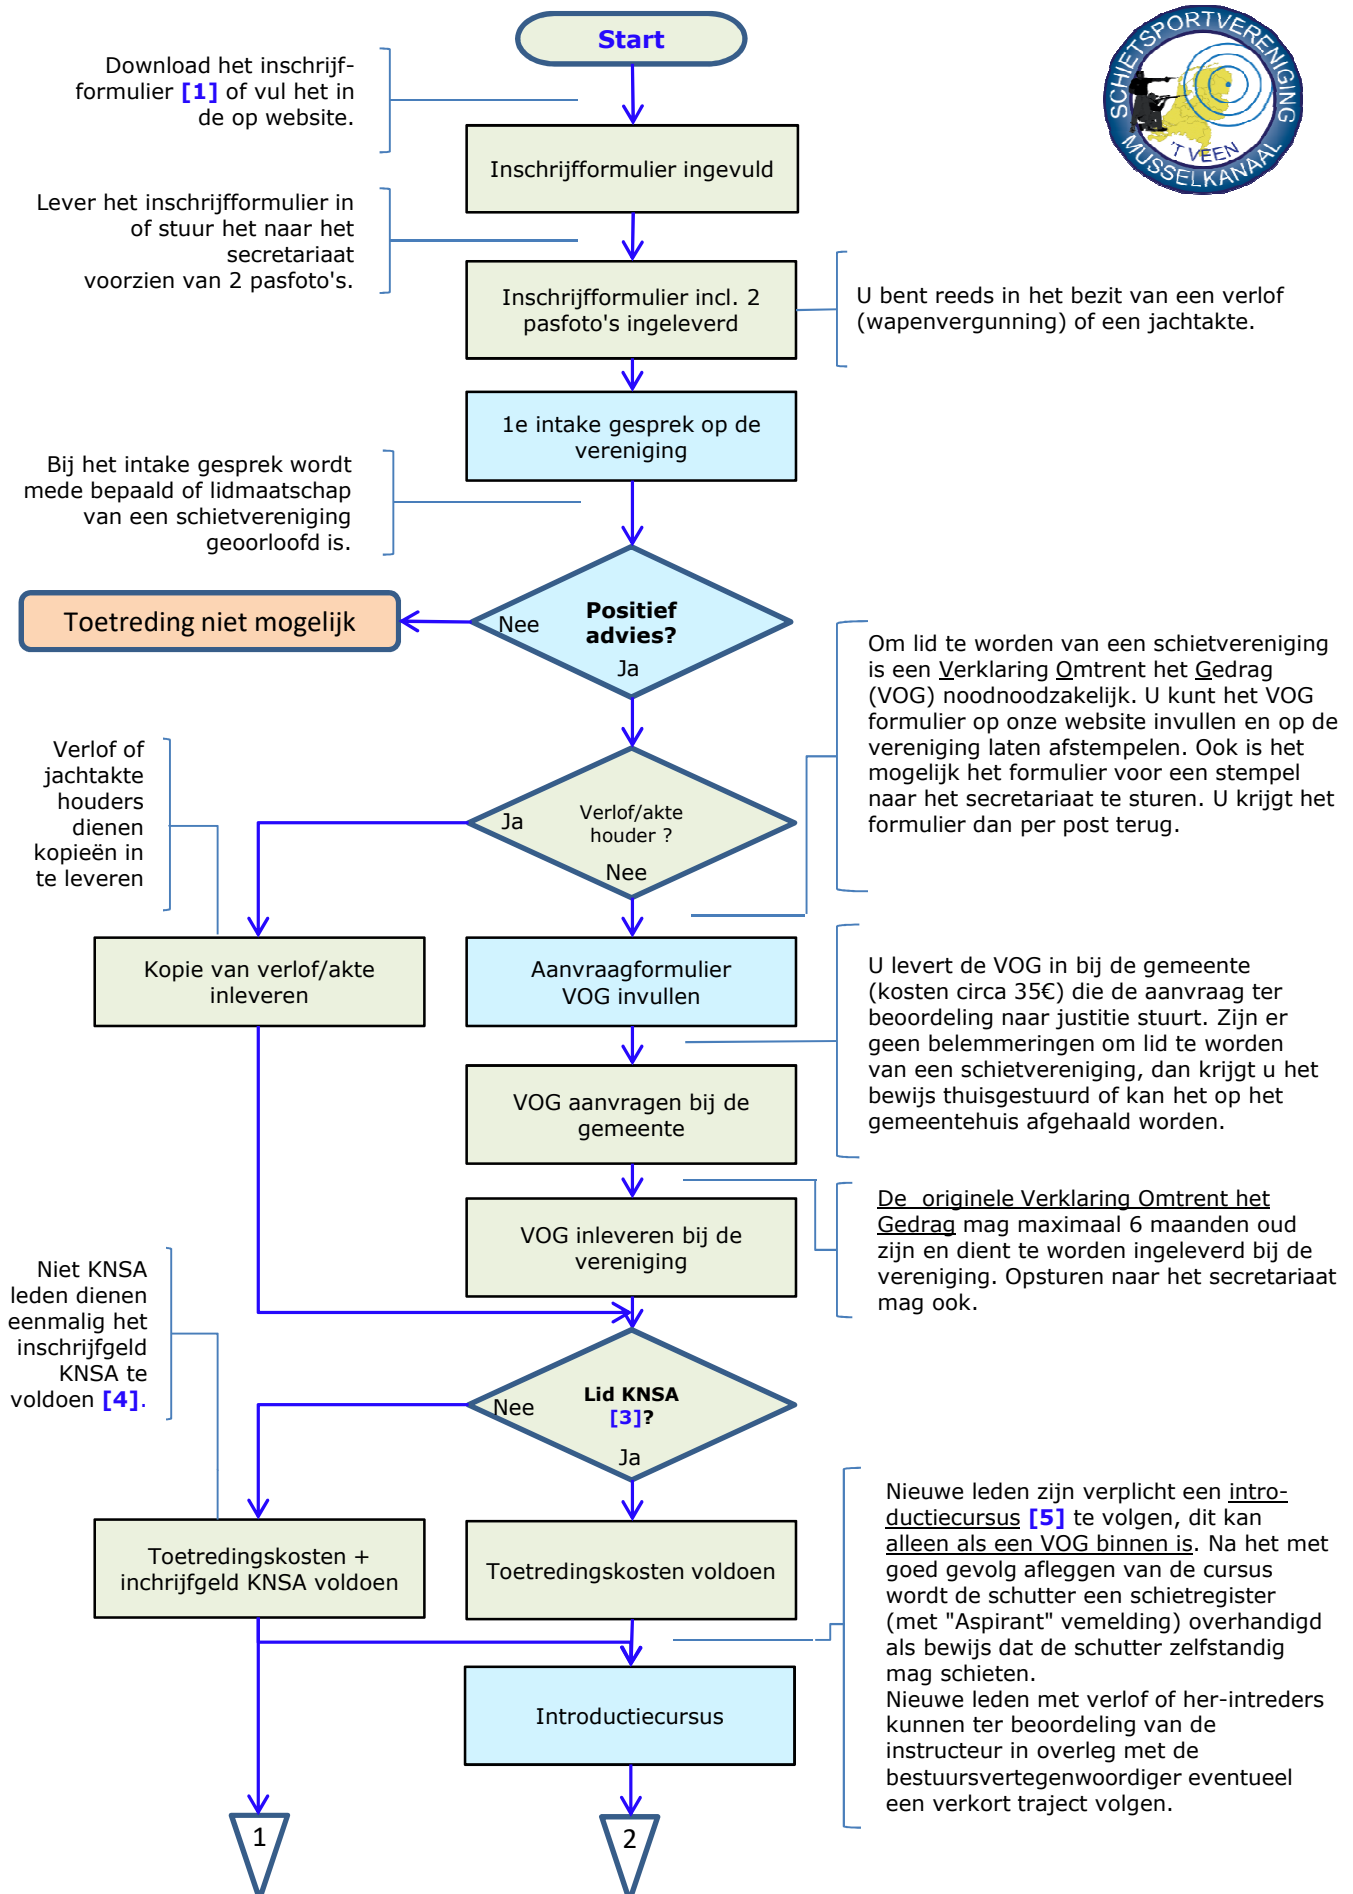 Start
SCHIETSPORTVERENIGING
'T VEEN
MUSSELKANAAL
Download het inschrijf-
formulier [1] of vul het in
de op website.
Inschrijfformulier ingevuld
Lever het inschrijfformulier in
of stuur het naar het
secretariaat
voorzien van 2 pasfoto's.
Inschrijfformulier incl. 2
pasfoto's ingeleverd
U bent reeds in het bezit van een verlof
(wapenvergunning) of een jachtakte.
1e intake gesprek op de
vereniging
Bij het intake gesprek wordt
mede bepaald of lidmaatschap
van een schietvereniging
geoorloofd is.
Toetreding niet mogelijk
Nee
Positief
advies?
Ja
Om lid te worden van een schietvereniging
is een Verklaring Omtrent het Gedrag
(VOG) noodnoodzakelijk. U kunt het VOG
formulier op onze website invullen en op de
vereniging laten afstempelen. Ook is het
mogelijk het formulier voor een stempel
naar het secretariaat te sturen. U krijgt het
formulier dan per post terug.
Verlof of
jachtakte
houders
dienen
kopieën in
te leveren
Ja
Verlof/akte
houder ?
Nee
Kopie van verlof/akte
inleveren
Aanvraagformulier
VOG invullen
U levert de VOG in bij de gemeente
(kosten circa 35€) die de aanvraag ter
beoordeling naar justitie stuurt. Zijn er
geen belemmeringen om lid te worden
van een schietvereniging, dan krijgt u het
bewijs thuisgestuurd of kan het op het
gemeentehuis afgehaald worden.
VOG aanvragen bij de
gemeente
VOG inleveren bij de
vereniging
De  originele Verklaring Omtrent het
Gedrag mag maximaal 6 maanden oud
zijn en dient te worden ingeleverd bij de
vereniging. Opsturen naar het secretariaat
mag ook.
Niet KNSA
leden dienen
eenmalig het
inschrijfgeld
KNSA te
voldoen [4].
Nee
Lid KNSA
[3]?
Ja
Toetredingskosten +
inchrijfgeld KNSA voldoen
Toetredingskosten voldoen
Nieuwe leden zijn verplicht een intro-
ductiecursus [5] te volgen, dit kan
alleen als een VOG binnen is. Na het met
goed gevolg afleggen van de cursus
wordt de schutter een schietregister
(met "Aspirant" vemelding) overhandigd
als bewijs dat de schutter zelfstandig
mag schieten.
Nieuwe leden met verlof of her-intreders
kunnen ter beoordeling van de
instructeur in overleg met de
bestuursvertegenwoordiger eventueel
een verkort traject volgen.
Introductiecursus
1
2